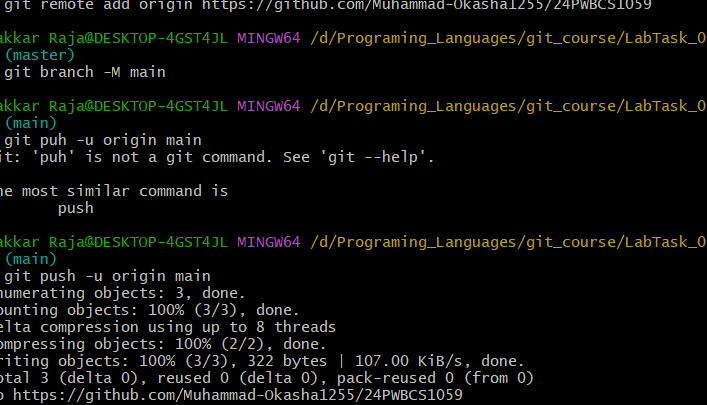 git remote add origin https://github.com/Muhammad-Okasha1255/24PWBCS1059
akkar Raja@DESKTOP-4GST4JL MINGW64 /d/Programing_Languages/git_course/LabTask_0
(master)
git branch -M main
akkar Raja@DESKTOP-4GST4JL MINGW64 /d/Programing_Languages/git_course/LabTask_0
(main)
git puh -u origin main
it: 'puh' is not a git command. See 'git --help'.
he most similar command is
push
akkar Raja@DESKTOP-4GST4JL MINGW64 /d/Programing_Languages/git_course/LabTask_0
(main)
git push -u origin main
numerating objects: 3, done.
ounting objects: 100% (3/3), done.
elta compression using up to 8 threads
ompressing objects: 100% (2/2), done.
riting objects: 100% (3/3), 322 bytes | 107.00 KiB/s, done.
otal 3 (delta 0), reused 0 (delta 0), pack-reused 0 (from 0)
o https://github.com/Muhammad-Okasha1255/24PWBCS1059